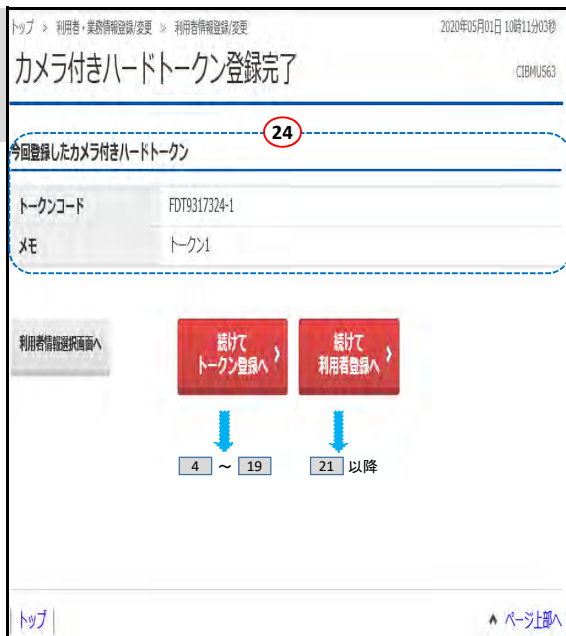 トップ > 利用者・業務情報登録/変更 > 利用者情報登録/変更
2020年05月01日 10時11分03秒
カメラ付きハードトークン登録完了
CIBMU563
24
今回登録したカメラ付きハードトークン
トークンコード FDT9317324-1
メモ トークン1
利用者情報選択画面へ
続けて
トークン登録へ
続けて
利用者登録へ
4 ～ 19
21 以降
トップ
ページ上部へ